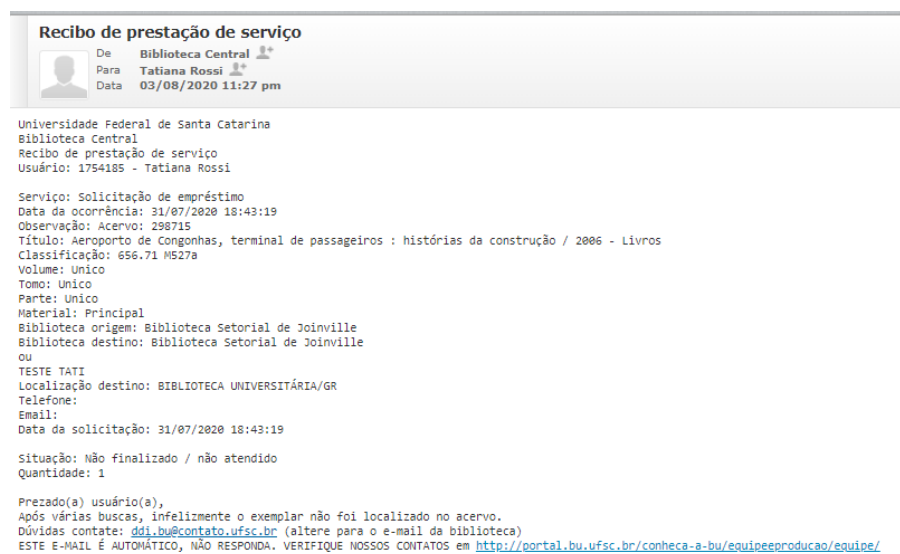 Recibo de prestação de serviço
De Biblioteca Central
Para Tatiana Rossi
Data 03/08/2020 11:27 pm
Universidade Federal de Santa Catarina
Biblioteca Central
Recibo de prestação de serviço
Usuário: 1754185 - Tatiana Rossi
Serviço: Solicitação de empréstimo
Data da ocorrência: 31/07/2020 18:43:19
Observação: Acervo: 298715
Título: Aeroporto de Congonhas, terminal de passageiros : histórias da construção / 2006 - Livros
Classificação: 656.71 M527a
Volume: Unico
Tomo: Unico
Parte: Unico
Material: Principal
Biblioteca origem: Biblioteca Setorial de Joinville
Biblioteca destino: Biblioteca Setorial de Joinville
ou
TESTE TATI
Localização destino: BIBLIOTECA UNIVERSITÁRIA/GR
Telefone:
Email:
Data da solicitação: 31/07/2020 18:43:19
Situação: Não finalizado / não atendido
Quantidade: 1
Prezado(a) usuário(a),
Após várias buscas, infelizmente o exemplar não foi localizado no acervo.
Dúvidas contate: ddi.bu@contato.ufsc.br (altere para o e-mail da biblioteca)
ESTE E-MAIL É AUTOMÁTICO, NÃO RESPONDA. VERIFIQUE NOSSOS CONTATOS em http://portal.bu.ufsc.br/conheca-a-bu/equipeeproducao/equipe/